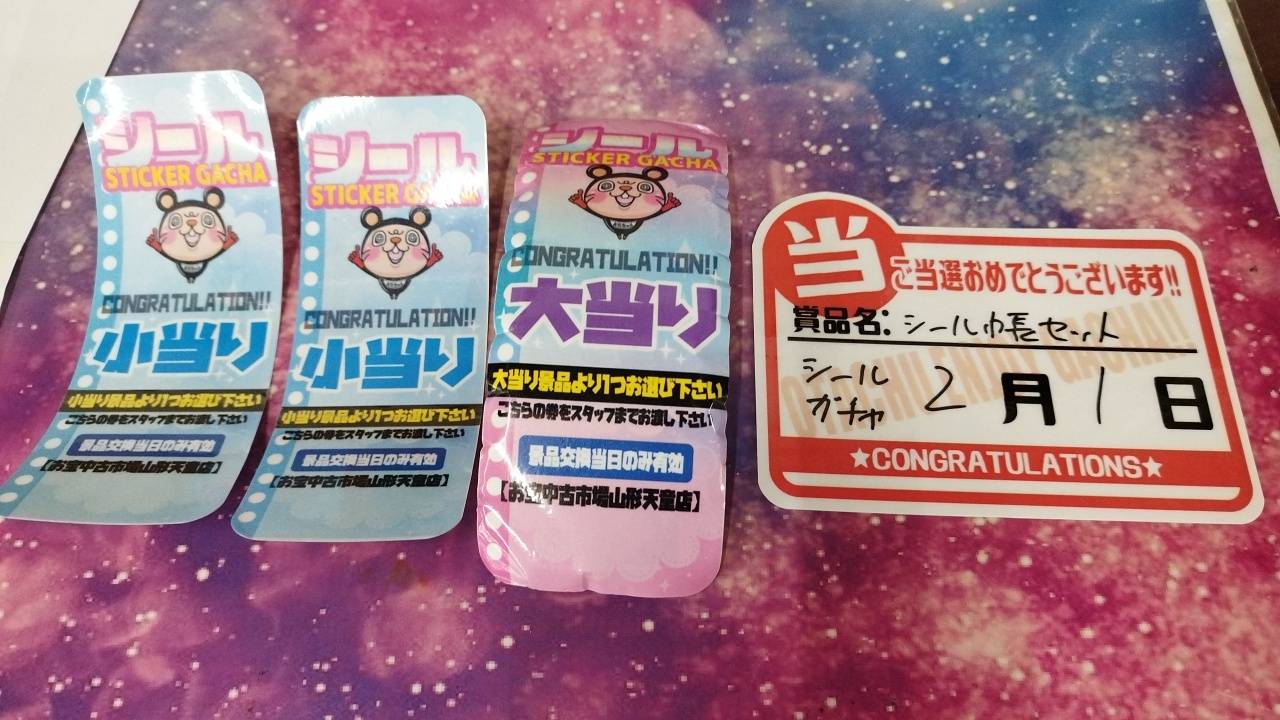 シール
STICKER GACHA
CONGRATULATION!!
小当り
小当り景品より1つお選び下さい
こちらの券をスタッフまでお渡し下さい
景品交換当日のみ有効
【お宝中古市場山形天童店】
シール
STICKER GACHA
CONGRATULATION!!
小当り
小当り景品より1つお選び下さい
こちらの券をスタッフまでお渡し下さい
景品交換当日のみ有効
【お宝中古市場山形天童店】
シール
STICKER GACHA
CONGRATULATION!!
大当り
大当り景品より1つお選び下さい
こちらの券をスタッフまでお渡し下さい
景品交換当日のみ有効
【お宝中古市場山形天童店】
当
ご当選おめでとうございます!!
賞品名：シール帳セット
シール
ガチャ 2月1日
★CONGRATULATIONS★